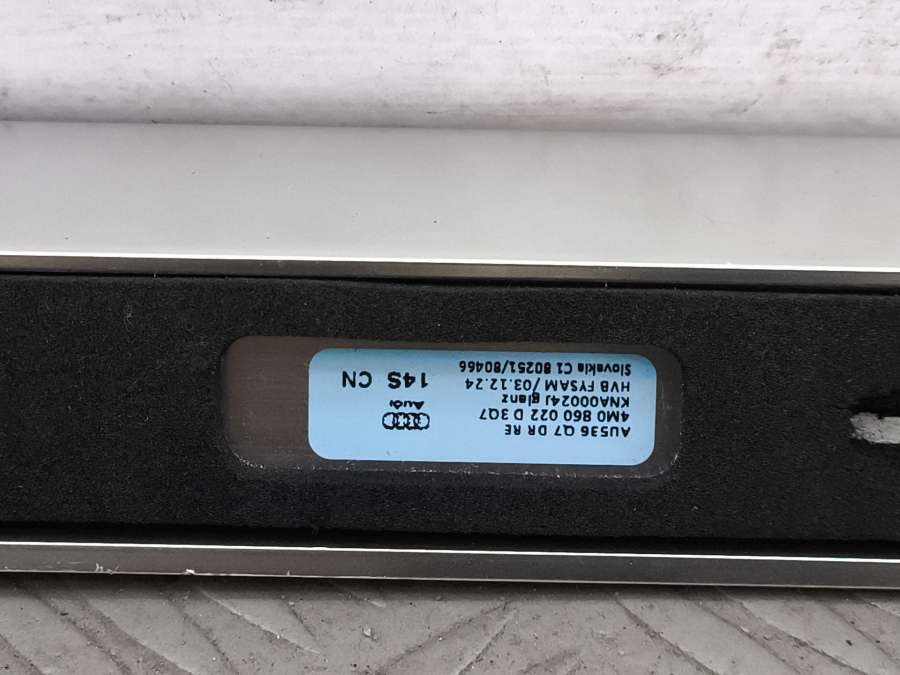 AU536 Q7 DR RE
4M0 860 022 D 3Q7
KNA000024J glanz
HVB FYSAM / 03.12.24
Slovakia C1 80251/80466
Audi
14S CN